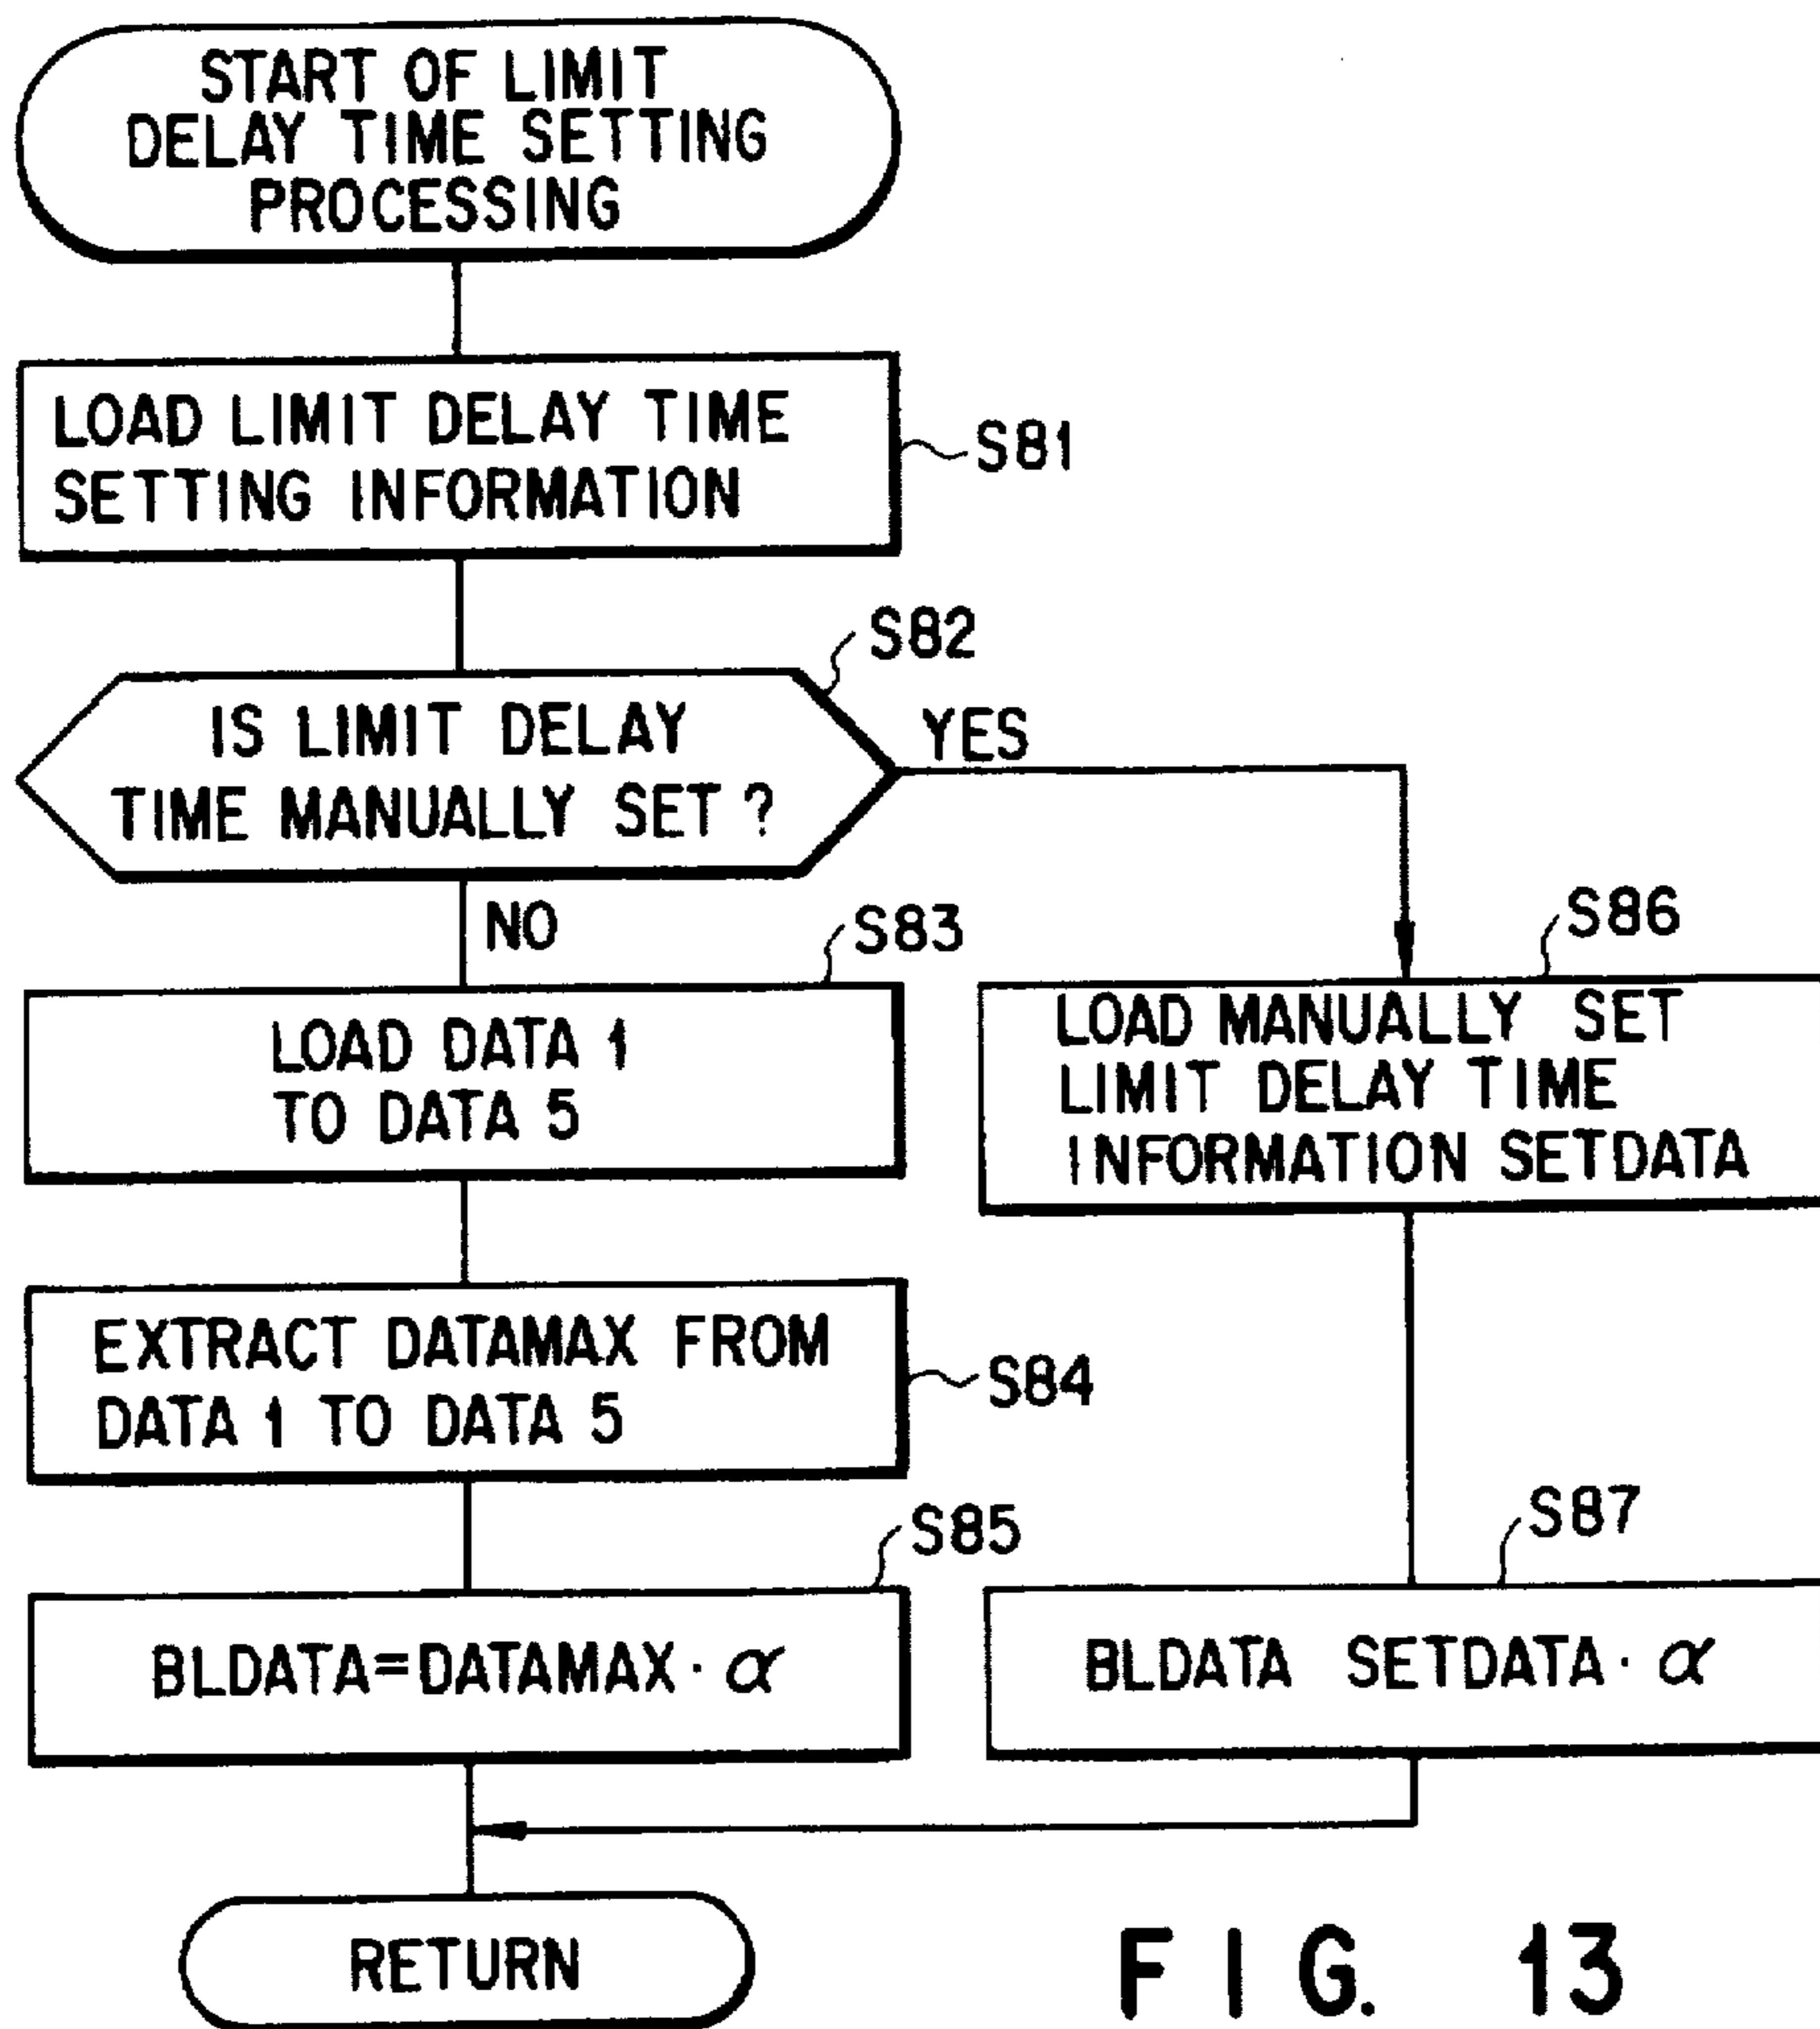 START OF LIMIT
DELAY TIME SETTING
PROCESSING
LOAD LIMIT DELAY TIME
SETTING INFORMATION
S81
S82
IS LIMIT DELAY
TIME MANUALLY SET ?
YES
NO
S83
LOAD DATA 1
TO DATA 5
S86
LOAD MANUALLY SET
LIMIT DELAY TIME
INFORMATION SETDATA
EXTRACT DATAMAX FROM
DATA 1 TO DATA 5
S84
S85
BLDATA=DATAMAX · α
S87
BLDATA SETDATA · α
RETURN
FIG. 13